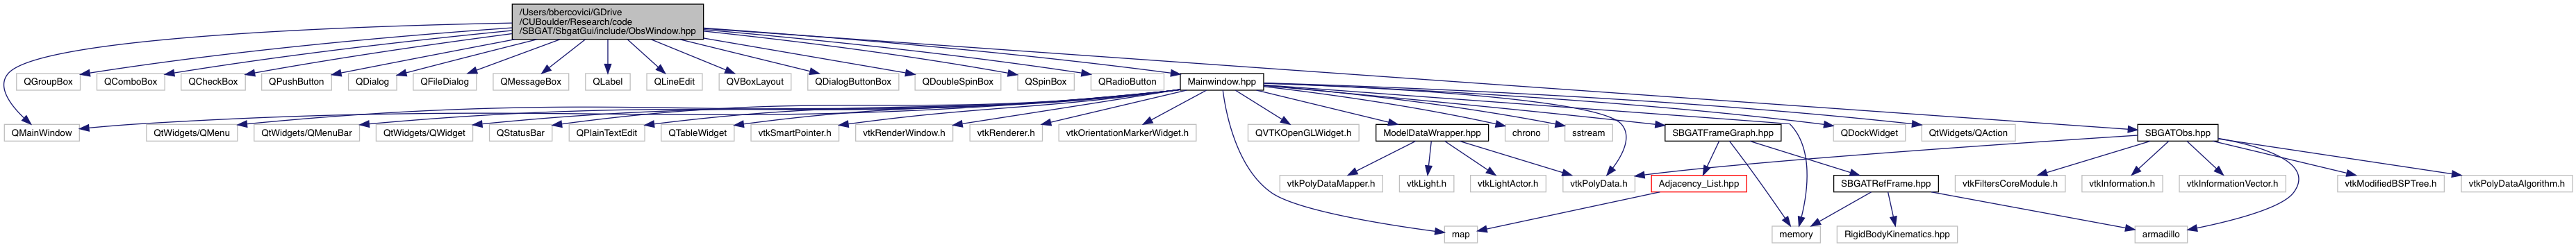 /Users/bbercovici/GDrive
/CUBoulder/Research/code
/SBGAT/SbgatGui/include/ObsWindow.hpp
QGroupBox
QComboBox
QCheckBox
QPushButton
QDialog
QFileDialog
QMessageBox
QLabel
QLineEdit
QVBoxLayout
QDialogButtonBox
QDoubleSpinBox
QSpinBox
QRadioButton
Mainwindow.hpp
QMainWindow
QtWidgets/QMenu
QtWidgets/QMenuBar
QtWidgets/QWidget
QStatusBar
QPlainTextEdit
QTableWidget
vtkSmartPointer.h
vtkRenderWindow.h
vtkRenderer.h
vtkOrientationMarkerWidget.h
QVTKOpenGLWidget.h
ModelDataWrapper.hpp
chrono
sstream
SBGATFrameGraph.hpp
QDockWidget
QtWidgets/QAction
SBGATObs.hpp
vtkPolyDataMapper.h
vtkLight.h
vtkLightActor.h
vtkPolyData.h
Adjacency_List.hpp
SBGATRefFrame.hpp
vtkFiltersCoreModule.h
vtkInformation.h
vtkInformationVector.h
vtkModifiedBSPTree.h
vtkPolyDataAlgorithm.h
map
memory
RigidBodyKinematics.hpp
armadillo